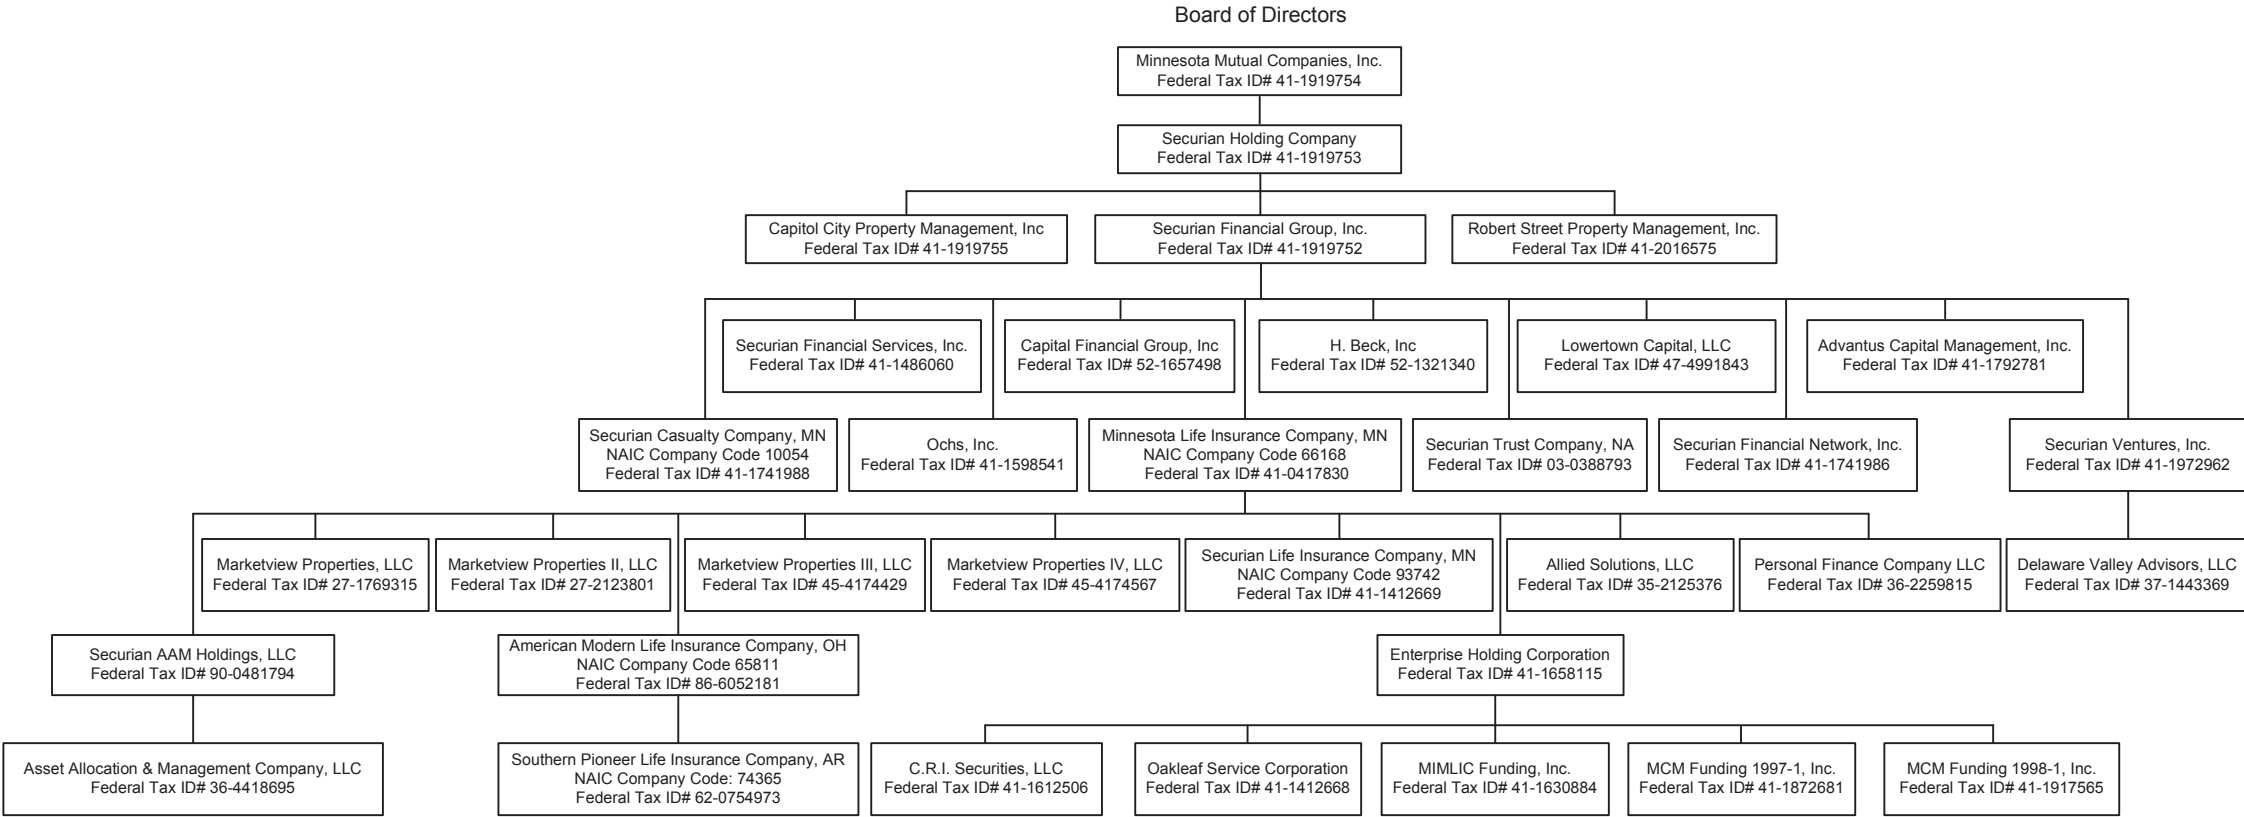 Board of Directors
Minnesota Mutual Companies, Inc.
Federal Tax ID# 41-1919754
Securian Holding Company
Federal Tax ID# 41-1919753
Capitol City Property Management, Inc
Federal Tax ID# 41-1919755
Securian Financial Group, Inc.
Federal Tax ID# 41-1919752
Robert Street Property Management, Inc.
Federal Tax ID# 41-2016575
Securian Financial Services, Inc.
Federal Tax ID# 41-1486060
Capital Financial Group, Inc
Federal Tax ID# 52-1657498
H. Beck, Inc
Federal Tax ID# 52-1321340
Lowertown Capital, LLC
Federal Tax ID# 47-4991843
Advantus Capital Management, Inc.
Federal Tax ID# 41-1792781
Securian Casualty Company, MN
NAIC Company Code 10054
Federal Tax ID# 41-1741988
Ochs, Inc.
Federal Tax ID# 41-1598541
Minnesota Life Insurance Company, MN
NAIC Company Code 66168
Federal Tax ID# 41-0417830
Securian Trust Company, NA
Federal Tax ID# 03-0388793
Securian Financial Network, Inc.
Federal Tax ID# 41-1741986
Securian Ventures, Inc.
Federal Tax ID# 41-1972962
Marketview Properties, LLC
Federal Tax ID# 27-1769315
Marketview Properties II, LLC
Federal Tax ID# 27-2123801
Marketview Properties III, LLC
Federal Tax ID# 45-4174429
Marketview Properties IV, LLC
Federal Tax ID# 45-4174567
Securian Life Insurance Company, MN
NAIC Company Code 93742
Federal Tax ID# 41-1412669
Allied Solutions, LLC
Federal Tax ID# 35-2125376
Personal Finance Company LLC
Federal Tax ID# 36-2259815
Delaware Valley Advisors, LLC
Federal Tax ID# 37-1443369
Securian AAM Holdings, LLC
Federal Tax ID# 90-0481794
American Modern Life Insurance Company, OH
NAIC Company Code 65811
Federal Tax ID# 86-6052181
Enterprise Holding Corporation
Federal Tax ID# 41-1658115
Asset Allocation & Management Company, LLC
Federal Tax ID# 36-4418695
Southern Pioneer Life Insurance Company, AR
NAIC Company Code: 74365
Federal Tax ID# 62-0754973
C.R.I. Securities, LLC
Federal Tax ID# 41-1612506
Oakleaf Service Corporation
Federal Tax ID# 41-1412668
MIMLIC Funding, Inc.
Federal Tax ID# 41-1630884
MCM Funding 1997-1, Inc.
Federal Tax ID# 41-1872681
MCM Funding 1998-1, Inc.
Federal Tax ID# 41-1917565